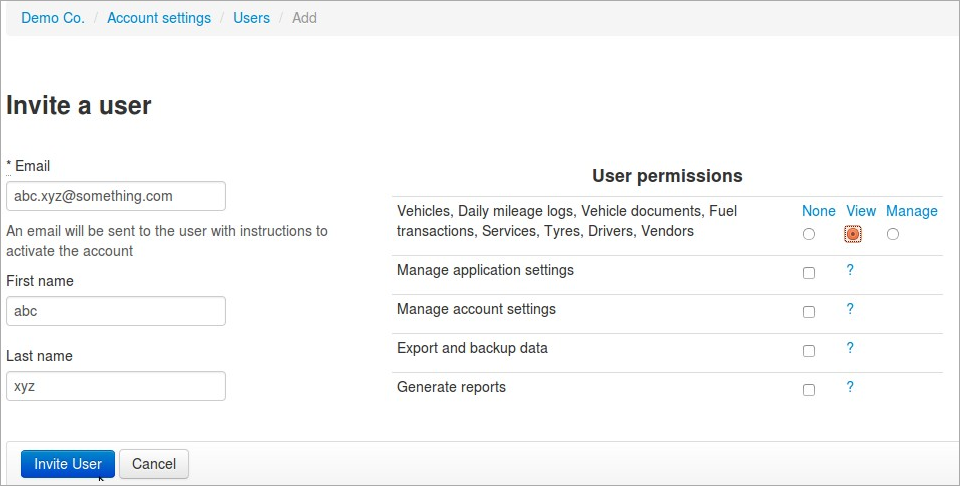 Demo Co. / Account settings / Users / Add
Invite a user
* Email
abc.xyz@something.com
An email will be sent to the user with instructions to
activate the account
First name
abc
Last name
xyz
User permissions
Vehicles, Daily mileage logs, Vehicle documents, Fuel
transactions, Services, Tyres, Drivers, Vendors
None View Manage
Manage application settings ?
Manage account settings ?
Export and backup data ?
Generate reports ?
Invite User Cancel